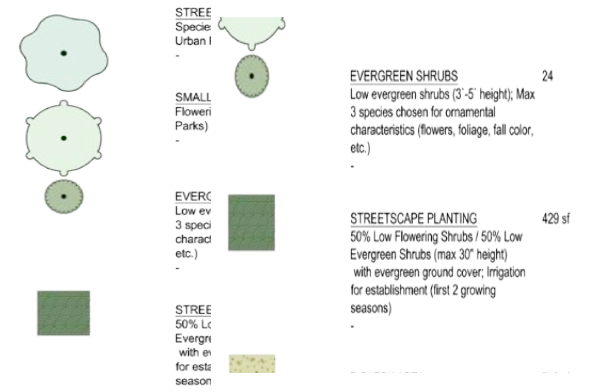 STREE
Specie
Urban
-
SMALL
Floweri
Parks)
-
EVERG
Low ev
3 speci
charact
etc.)
-
STREE
50% Lo
Evergre
with ev
for esta
season
EVERGREEN SHRUBS 24
Low evergreen shrubs (3`-5` height); Max
3 species chosen for ornamental
characteristics (flowers, foliage, fall color,
etc.)
-
STREETSCAPE PLANTING 429 sf
50% Low Flowering Shrubs / 50% Low
Evergreen Shrubs (max 30" height)
with evergreen ground cover; Irrigation
for establishment (first 2 growing
seasons)
-